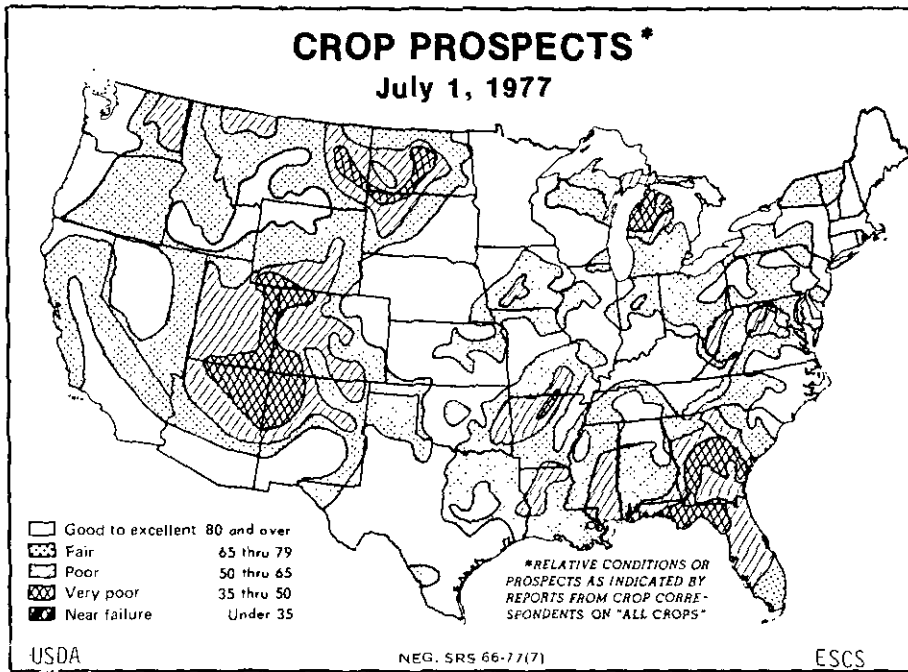 CROP PROSPECTS*
July 1, 1977
Good to excellent 80 and over
Fair 65 thru 79
Poor 50 thru 65
Very poor 35 thru 50
Near failure Under 35
*RELATIVE CONDITIONS OR
PROSPECTS AS INDICATED BY
REPORTS FROM CROP CORRE-
SPONDENTS ON "ALL CROPS"
USDA NEG. SRS 66-77(7) ESCS